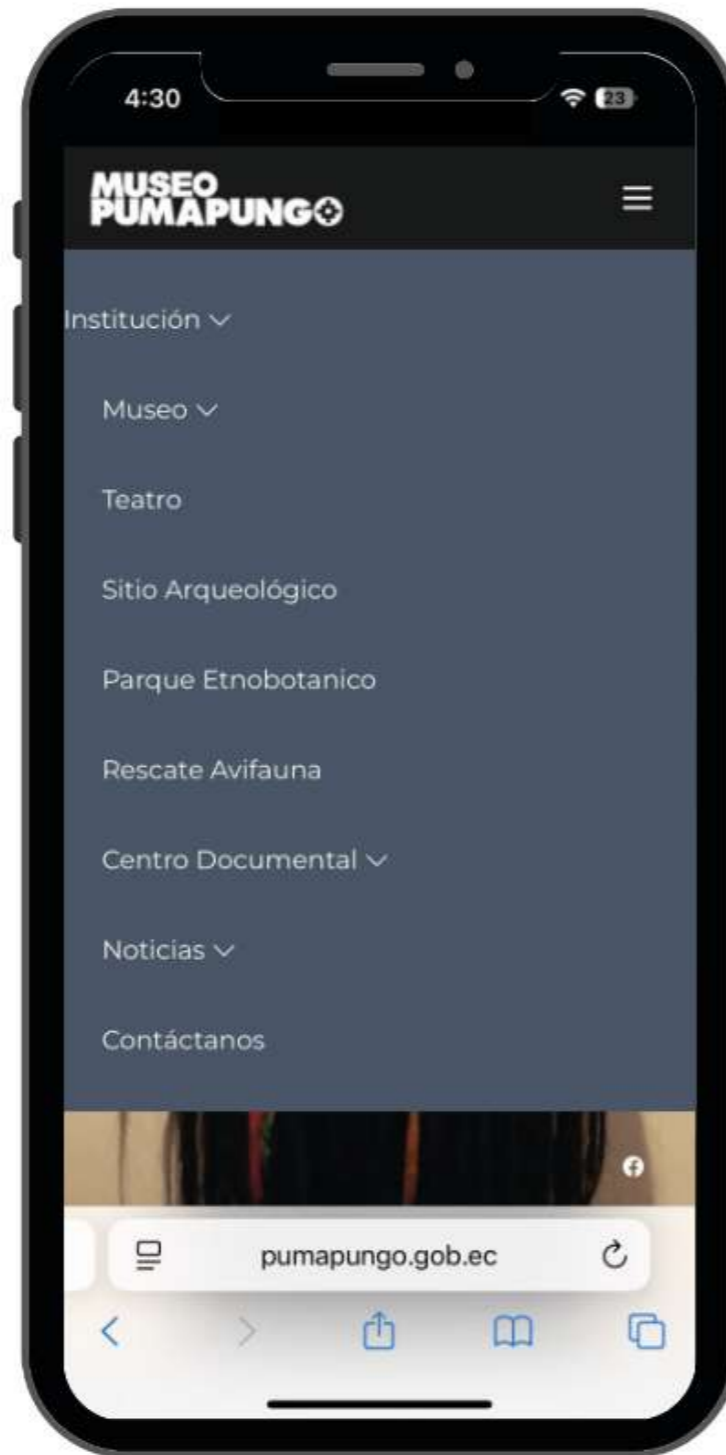 4:30
23
MUSEO
PUMAPUNGO
Institución
Museo
Teatro
Sitio Arqueológico
Parque Etnobotanico
Rescate Avifauna
Centro Documental
Noticias
Contáctanos
pumapungo.gob.ec